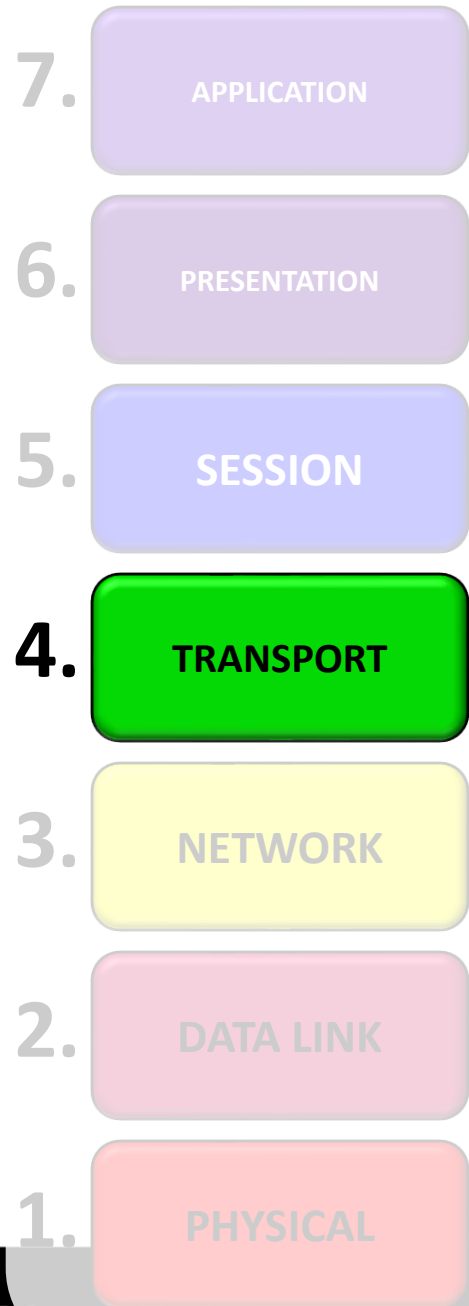 7. APPLICATION
6. PRESENTATION
5. SESSION
4. TRANSPORT
3. NETWORK
2. DATA LINK
1. PHYSICAL